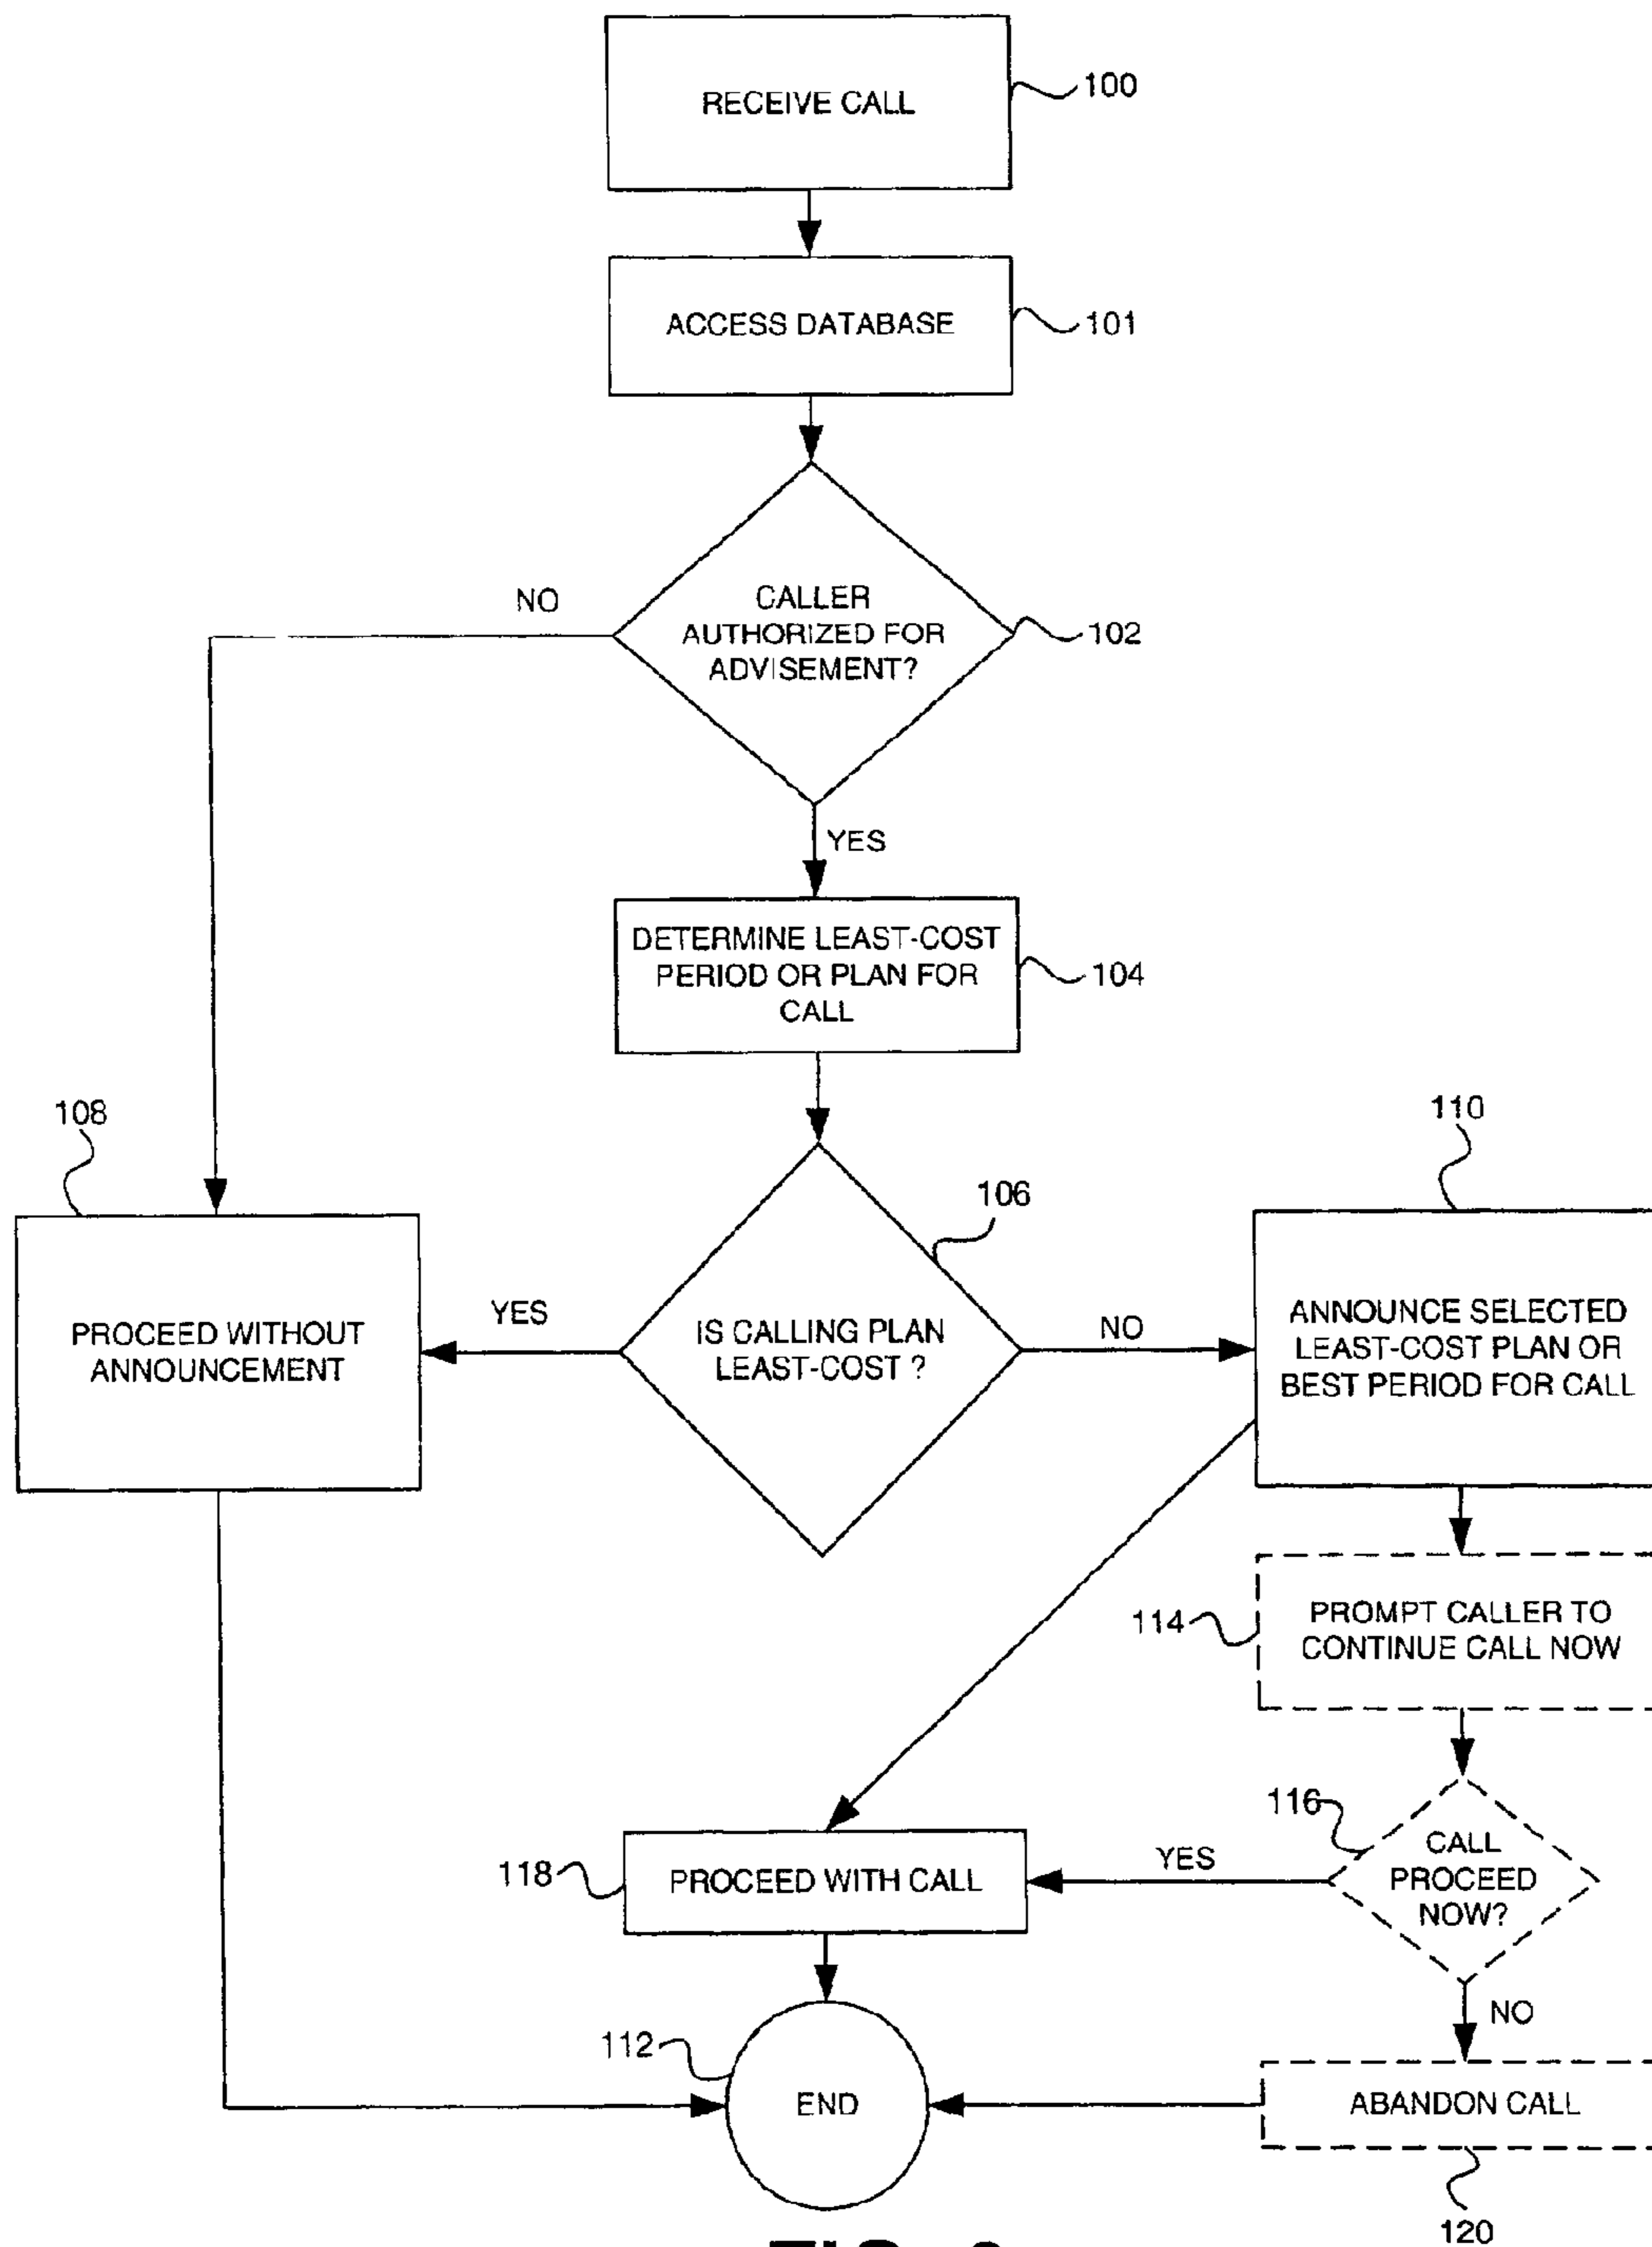 RECEIVE CALL
100
ACCESS DATABASE
101
NO
CALLER
AUTHORIZED FOR
ADVISEMENT?
102
YES
DETERMINE LEAST-COST
PERIOD OR PLAN FOR
CALL
104
108
110
106
PROCEED WITHOUT
ANNOUNCEMENT
YES
IS CALLING PLAN
LEAST-COST ?
NO
ANNOUNCE SELECTED
LEAST-COST PLAN OR
BEST PERIOD FOR CALL
114
PROMPT CALLER TO
CONTINUE CALL NOW
116
CALL
PROCEED
NOW?
YES
118
PROCEED WITH CALL
NO
112
END
ABANDON CALL
120